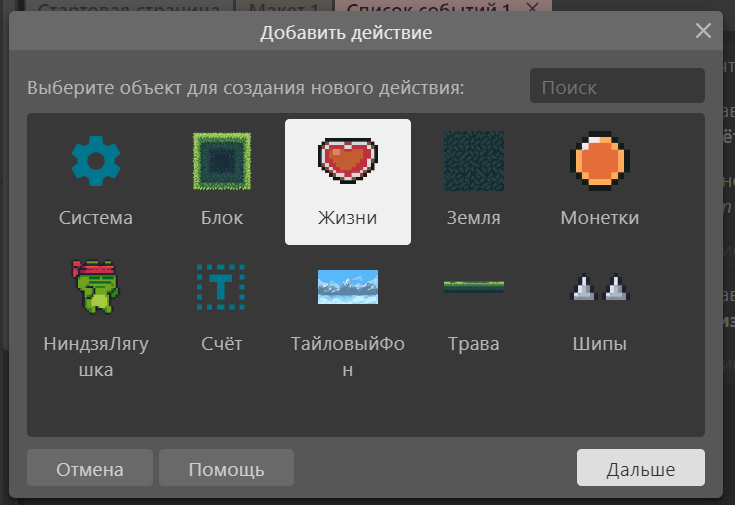 Стартовая страница Макет 1 Список событий 1
Добавить действие
Выберите объект для создания нового действия:
Поиск
Система Блок Жизни Земля Монетки
НиндзяЛягу
шка
Счёт
ТайловыйФо
н
Трава
Шипы
Отмена Помощь Дальше